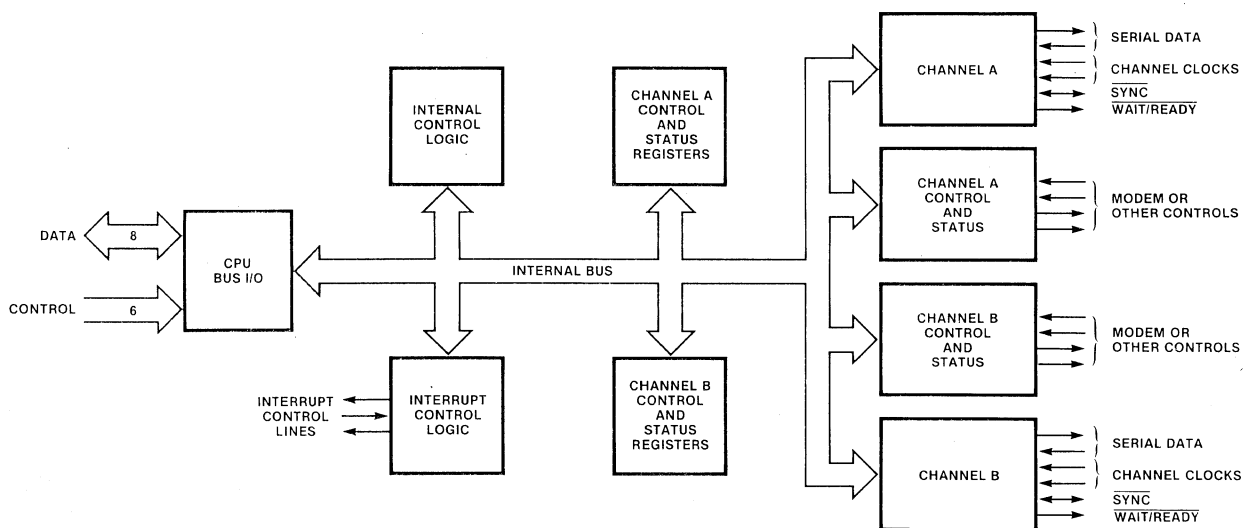 INTERNAL
CONTROL
LOGIC
CHANNEL A
CONTROL
AND
STATUS
REGISTERS
CHANNEL A
SERIAL DATA
CHANNEL CLOCKS
SYNC
WAIT/READY
CHANNEL A
CONTROL
AND
STATUS
MODEM OR
OTHER CONTROLS
DATA
8
CPU
BUS I/O
INTERNAL BUS
CONTROL
6
CHANNEL B
CONTROL
AND
STATUS
MODEM OR
OTHER CONTROLS
INTERRUPT
CONTROL
LINES
INTERRUPT
CONTROL
LOGIC
CHANNEL B
CONTROL
AND
STATUS
REGISTERS
CHANNEL B
SERIAL DATA
CHANNEL CLOCKS
SYNC
WAIT/READY